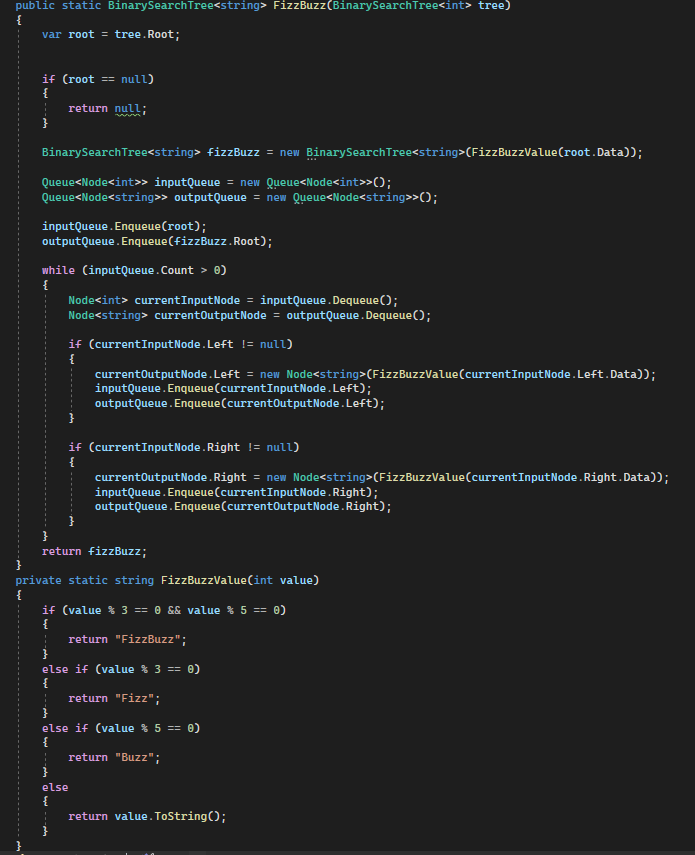 public static BinarySearchTree<string> FizzBuzz(BinarySearchTree<int> tree)
{
var root = tree.Root;
if (root == null)
{
return null;
}
BinarySearchTree<string> fizzBuzz = new BinarySearchTree<string>(FizzBuzzValue(root.Data));
Queue<Node<int>> inputQueue = new Queue<Node<int>>();
Queue<Node<string>> outputQueue = new Queue<Node<string>>();
inputQueue.Enqueue(root);
outputQueue.Enqueue(fizzBuzz.Root);
while (inputQueue.Count > 0)
{
Node<int> currentInputNode = inputQueue.Dequeue();
Node<string> currentOutputNode = outputQueue.Dequeue();
if (currentInputNode.Left != null)
{
currentOutputNode.Left = new Node<string>(FizzBuzzValue(currentInputNode.Left.Data));
inputQueue.Enqueue(currentInputNode.Left);
outputQueue.Enqueue(currentOutputNode.Left);
}
if (currentInputNode.Right != null)
{
currentOutputNode.Right = new Node<string>(FizzBuzzValue(currentInputNode.Right.Data));
inputQueue.Enqueue(currentInputNode.Right);
outputQueue.Enqueue(currentOutputNode.Right);
}
}
return fizzBuzz;
}
private static string FizzBuzzValue(int value)
{
if (value % 3 == 0 && value % 5 == 0)
{
return "FizzBuzz";
}
else if (value % 3 == 0)
{
return "Fizz";
}
else if (value % 5 == 0)
{
return "Buzz";
}
else
{
return value.ToString();
}
}